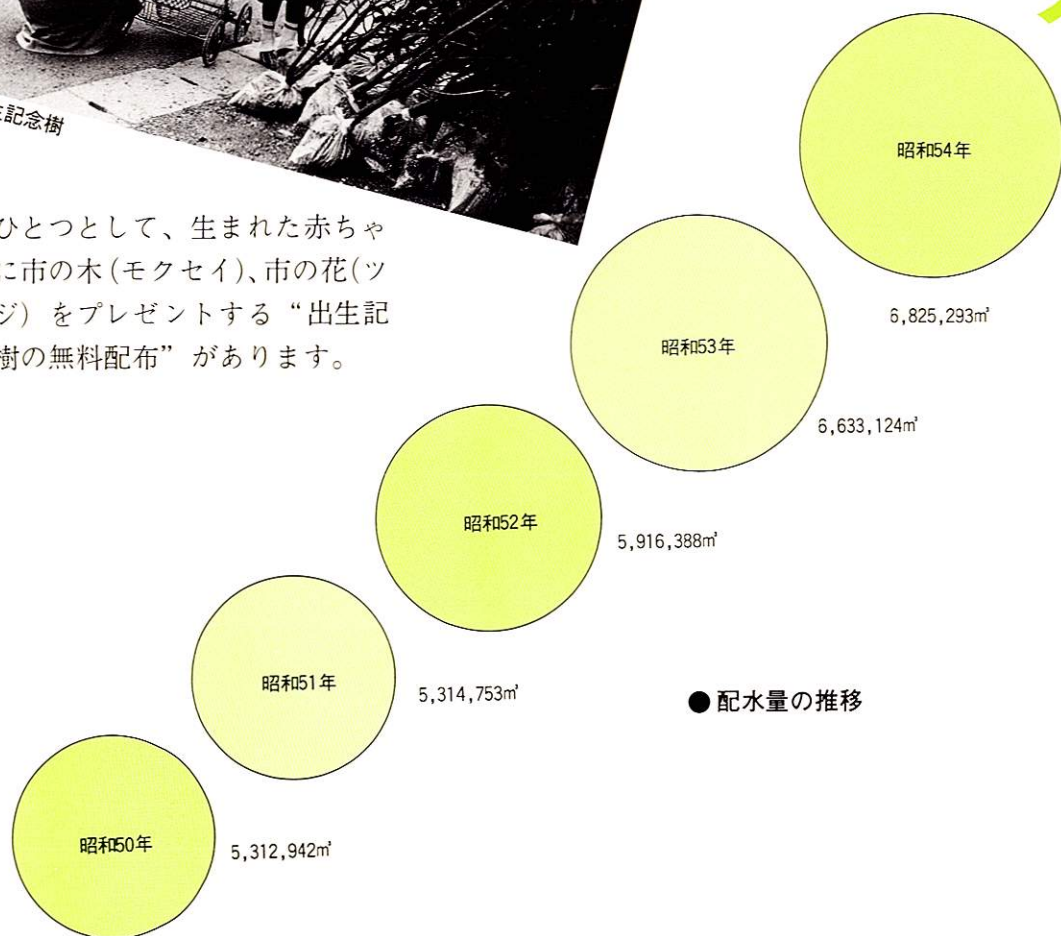 記念樹
ひとつとして、生まれた赤ちゃ
に市の木(モクセイ)、市の花(ツ
ジ) をプレゼントする “出生記
樹の無料配布” があります。
昭和54年
6,825,293㎥
昭和53年
6,633,124㎥
昭和52年
5,916,388㎥
昭和51年
5,314,753㎥
● 配水量の推移
昭和50年
5,312,942㎥